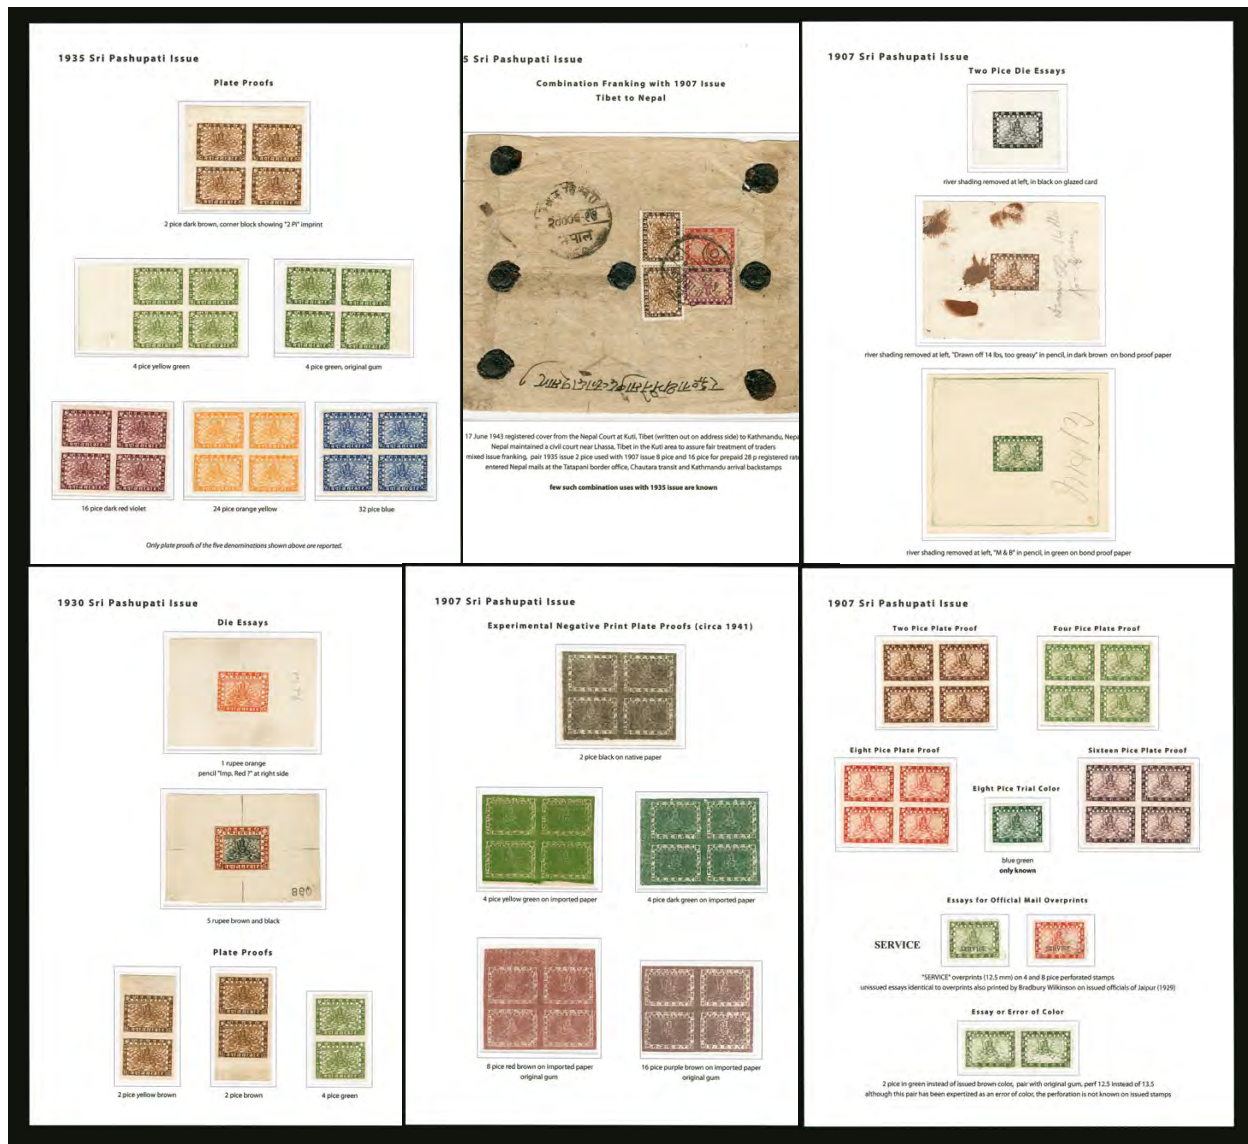 1935 Sri Pashupati Issue
Plate Proofs
2 pice dark brown, corner block showing "2 Pi" imprint
4 pice yellow green
4 pice green, original gum
16 pice dark red violet
24 pice orange yellow
32 pice blue
Only plate proofs of the five denominations shown above are reported.
5 Sri Pashupati Issue
Combination Franking with 1907 Issue
Tibet to Nepal
नेपाल
17 June 1943 registered cover from the Nepal Court at Kuti, Tibet (written out on address side) to Kathmandu, Nepa
Nepal maintained a civil court near Lhassa, Tibet in the Kuti area to assure fair treatment of traders
mixed issue franking, pair 1935 issue 2 pice used with 1907 issue 8 pice and 16 pice for prepaid 28 p registered rate
entered Nepal mails at the Tatapani border office, Chautara transit and Kathmandu arrival backstamps
few such combination uses with 1935 issue are known
1907 Sri Pashupati Issue
Two Pice Die Essays
river shading removed at left, in black on glazed card
river shading removed at left, "Drawn off 14 lbs, too greasy" in pencil, in dark brown on bond proof paper
M & B
river shading removed at left, "M & B" in pencil, in green on bond proof paper
1930 Sri Pashupati Issue
Die Essays
1 rupee orange
pencil "Imp. Red ?" at right side
5 rupee brown and black
Plate Proofs
2 pice yellow brown
2 pice brown
4 pice green
1907 Sri Pashupati Issue
Experimental Negative Print Plate Proofs (circa 1941)
2 pice black on native paper
4 pice yellow green on imported paper
4 pice dark green on imported paper
8 pice red brown on imported paper
original gum
16 pice purple brown on imported paper
original gum
1907 Sri Pashupati Issue
Two Pice Plate Proof
Four Pice Plate Proof
Eight Pice Plate Proof
Sixteen Pice Plate Proof
Eight Pice Trial Color
blue green
only known
Essays for Official Mail Overprints
SERVICE
SERVICE
SERVICE
"SERVICE" overprints (12.5 mm) on 4 and 8 pice perforated stamps
unissued essays identical to overprints also printed by Bradbury Wilkinson on issued officials of Jaipur (1929)
Essay or Error of Color
2 pice in green instead of issued brown color, pair with original gum, perf 12.5 instead of 13.5
although this pair has been expertized as an error of color, the perforation is not known on issued stamps